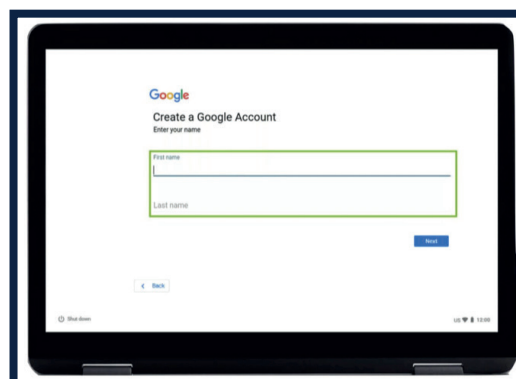 Google
Create a Google Account
Enter your name
First name
Last name
Next
Back
Shut down
US 12:00